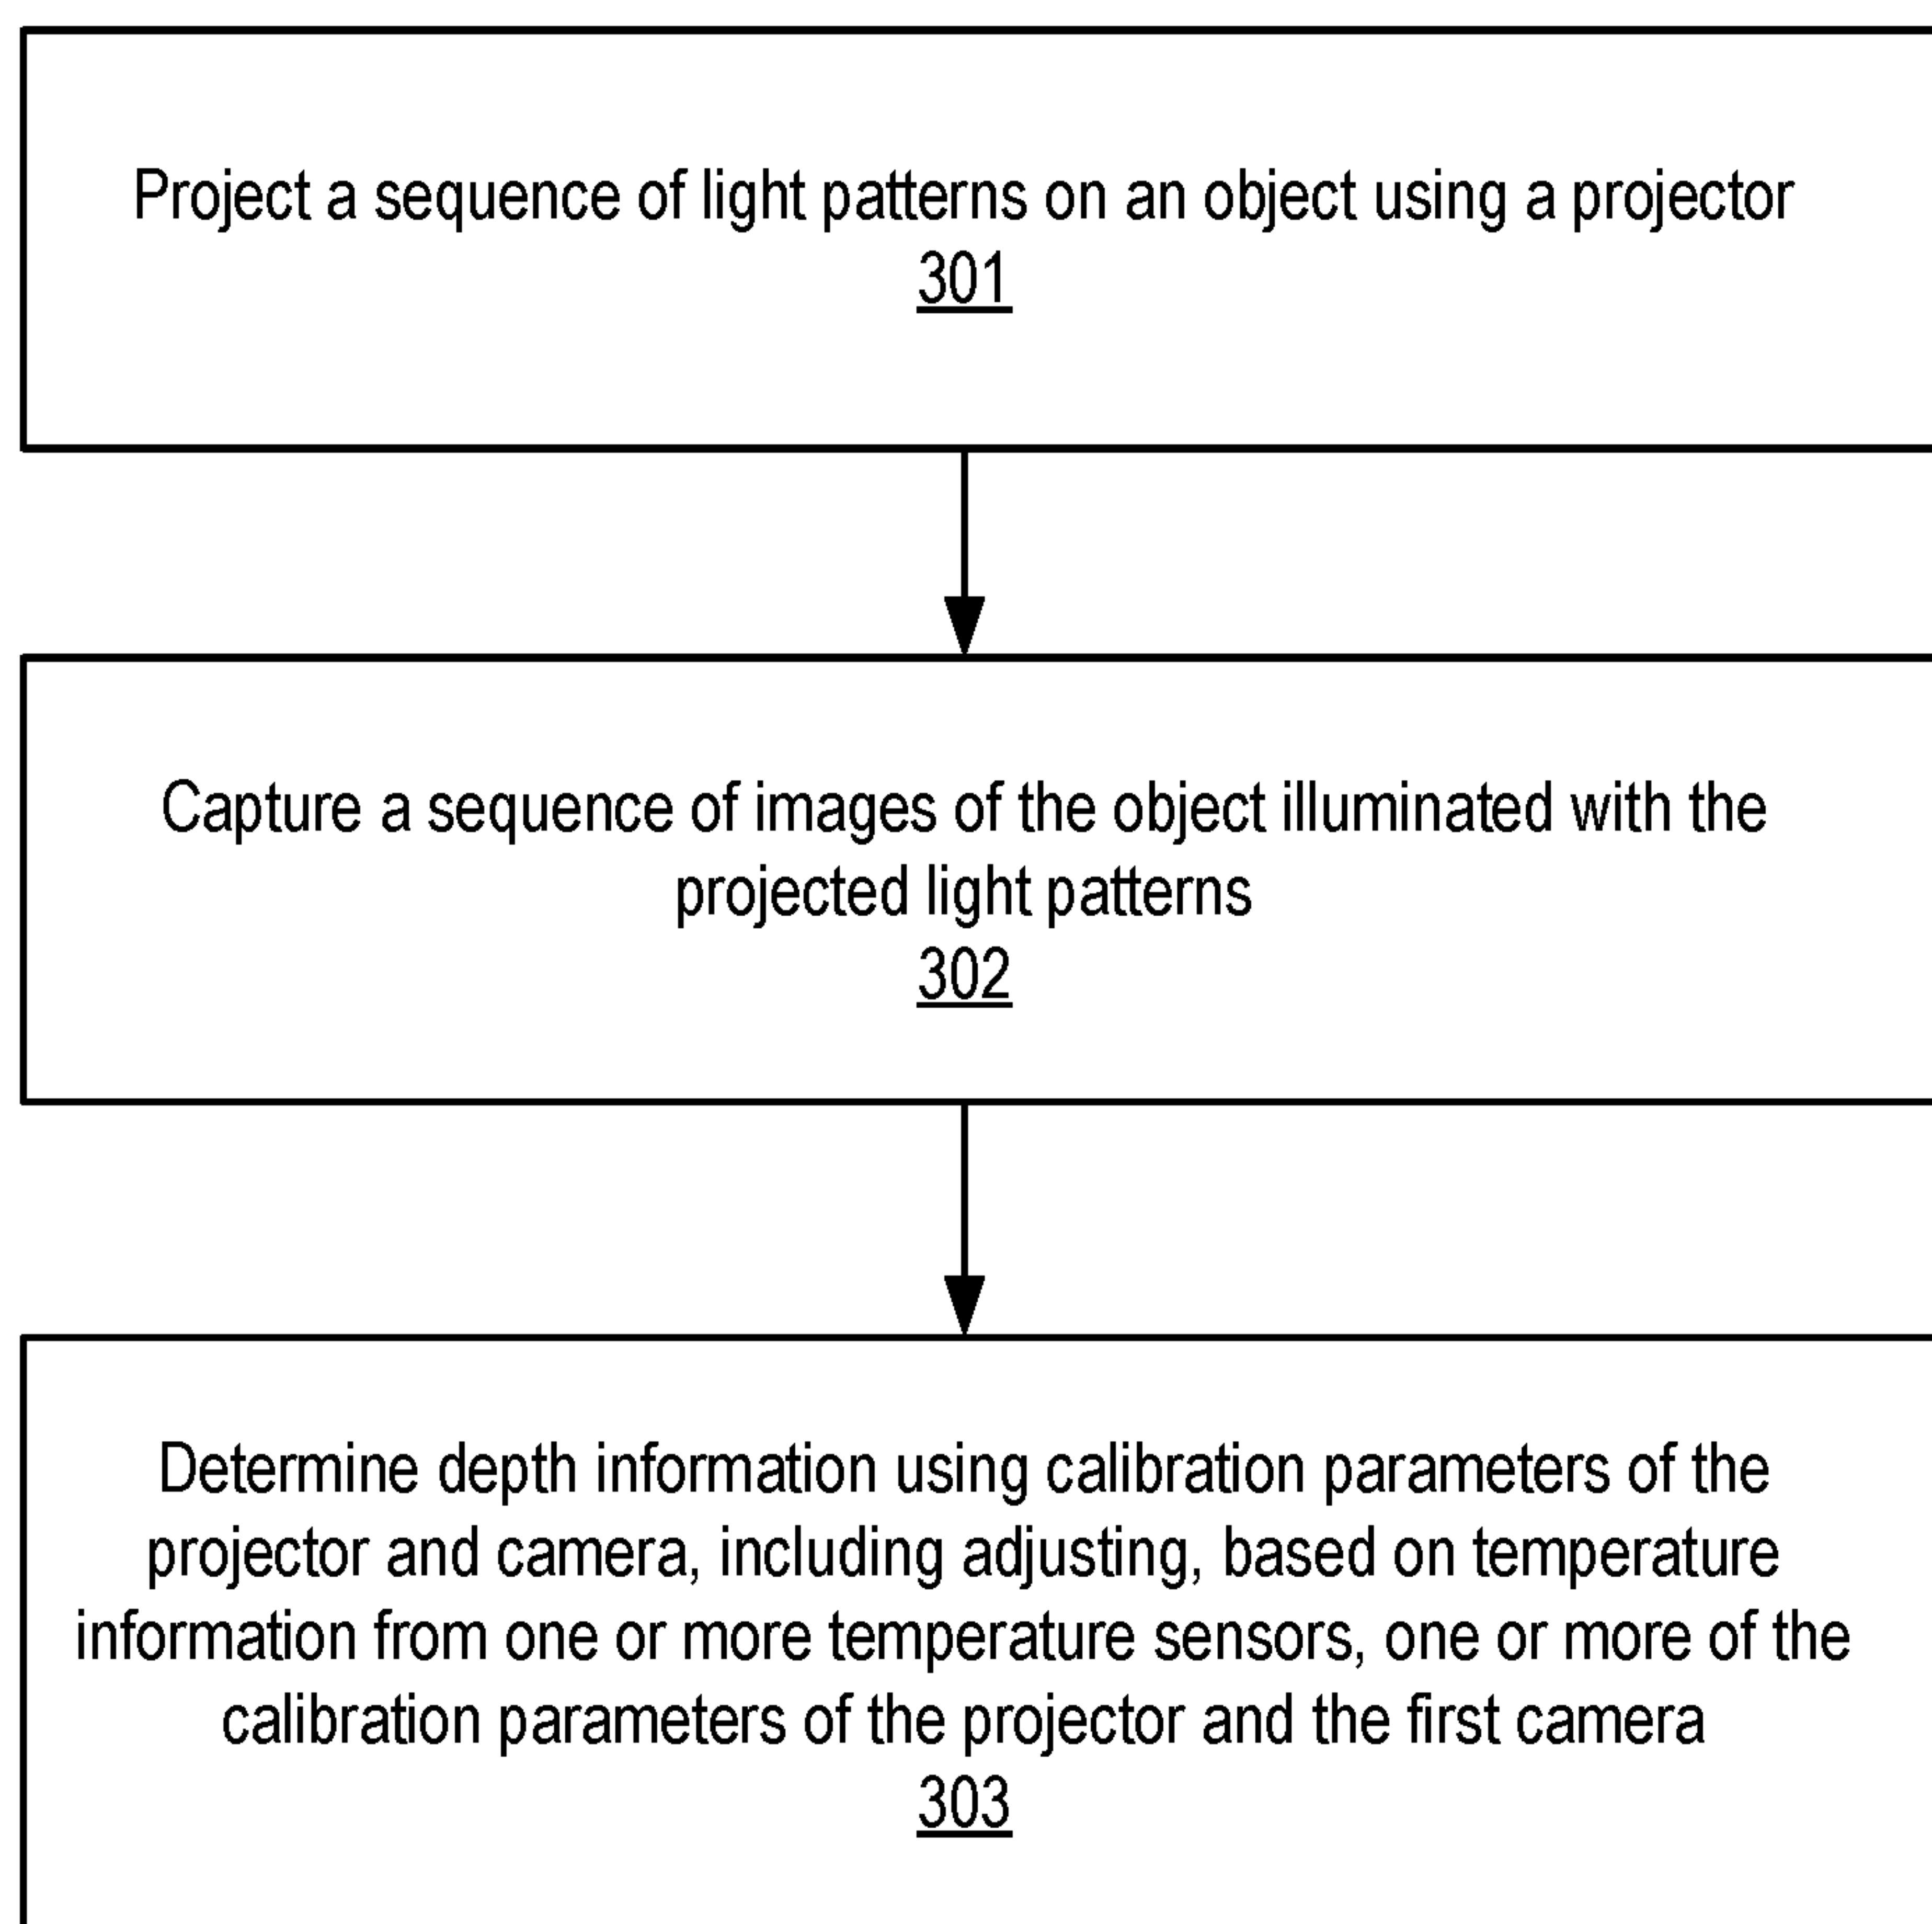 Project a sequence of light patterns on an object using a projector
301
Capture a sequence of images of the object illuminated with the
projected light patterns
302
Determine depth information using calibration parameters of the
projector and camera, including adjusting, based on temperature
information from one or more temperature sensors, one or more of the
calibration parameters of the projector and the first camera
303